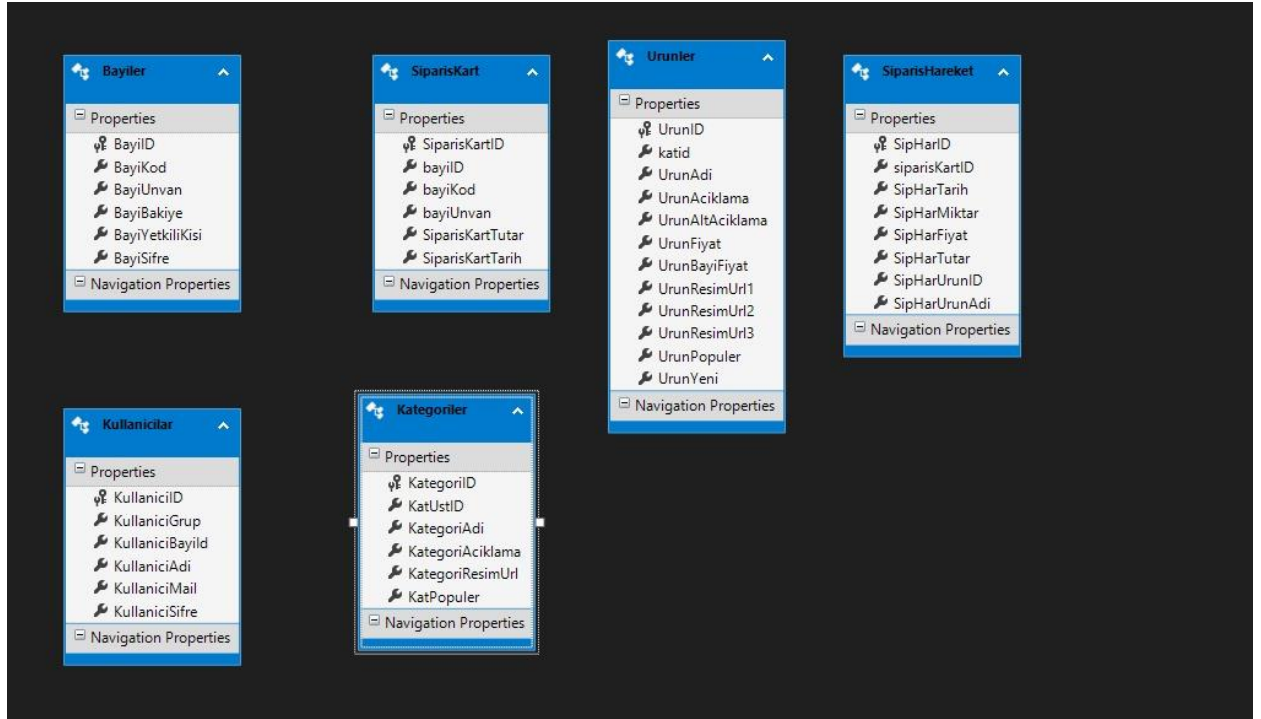 Bayiler
Properties
BayiID
BayiKod
BayiUnvan
BayiBakiye
BayiYetkiliKisi
BayiSifre
Navigation Properties
SiparisKart
Properties
SiparisKartID
bayiID
bayiKod
bayiUnvan
SiparisKartTutar
SiparisKartTarih
Navigation Properties
Urunler
Properties
UrunID
katid
UrunAdi
UrunAciklama
UrunAltAciklama
UrunFiyat
UrunBayiFiyat
UrunResimUrl1
UrunResimUrl2
UrunResimUrl3
UrunPopuler
UrunYeni
Navigation Properties
SiparisHareket
Properties
SipHarID
siparisKartID
SipHarTarih
SipHarMiktar
SipHarFiyat
SipHarTutar
SipHarUrunID
SipHarUrunAdi
Navigation Properties
Kullanicilar
Properties
KullaniciID
KullaniciGrup
KullaniciBayiId
KullaniciAdi
KullaniciMail
KullaniciSifre
Navigation Properties
Kategoriler
Properties
KategoriID
KatUstID
KategoriAdi
KategoriAciklama
KategoriResimUrl
KatPopuler
Navigation Properties